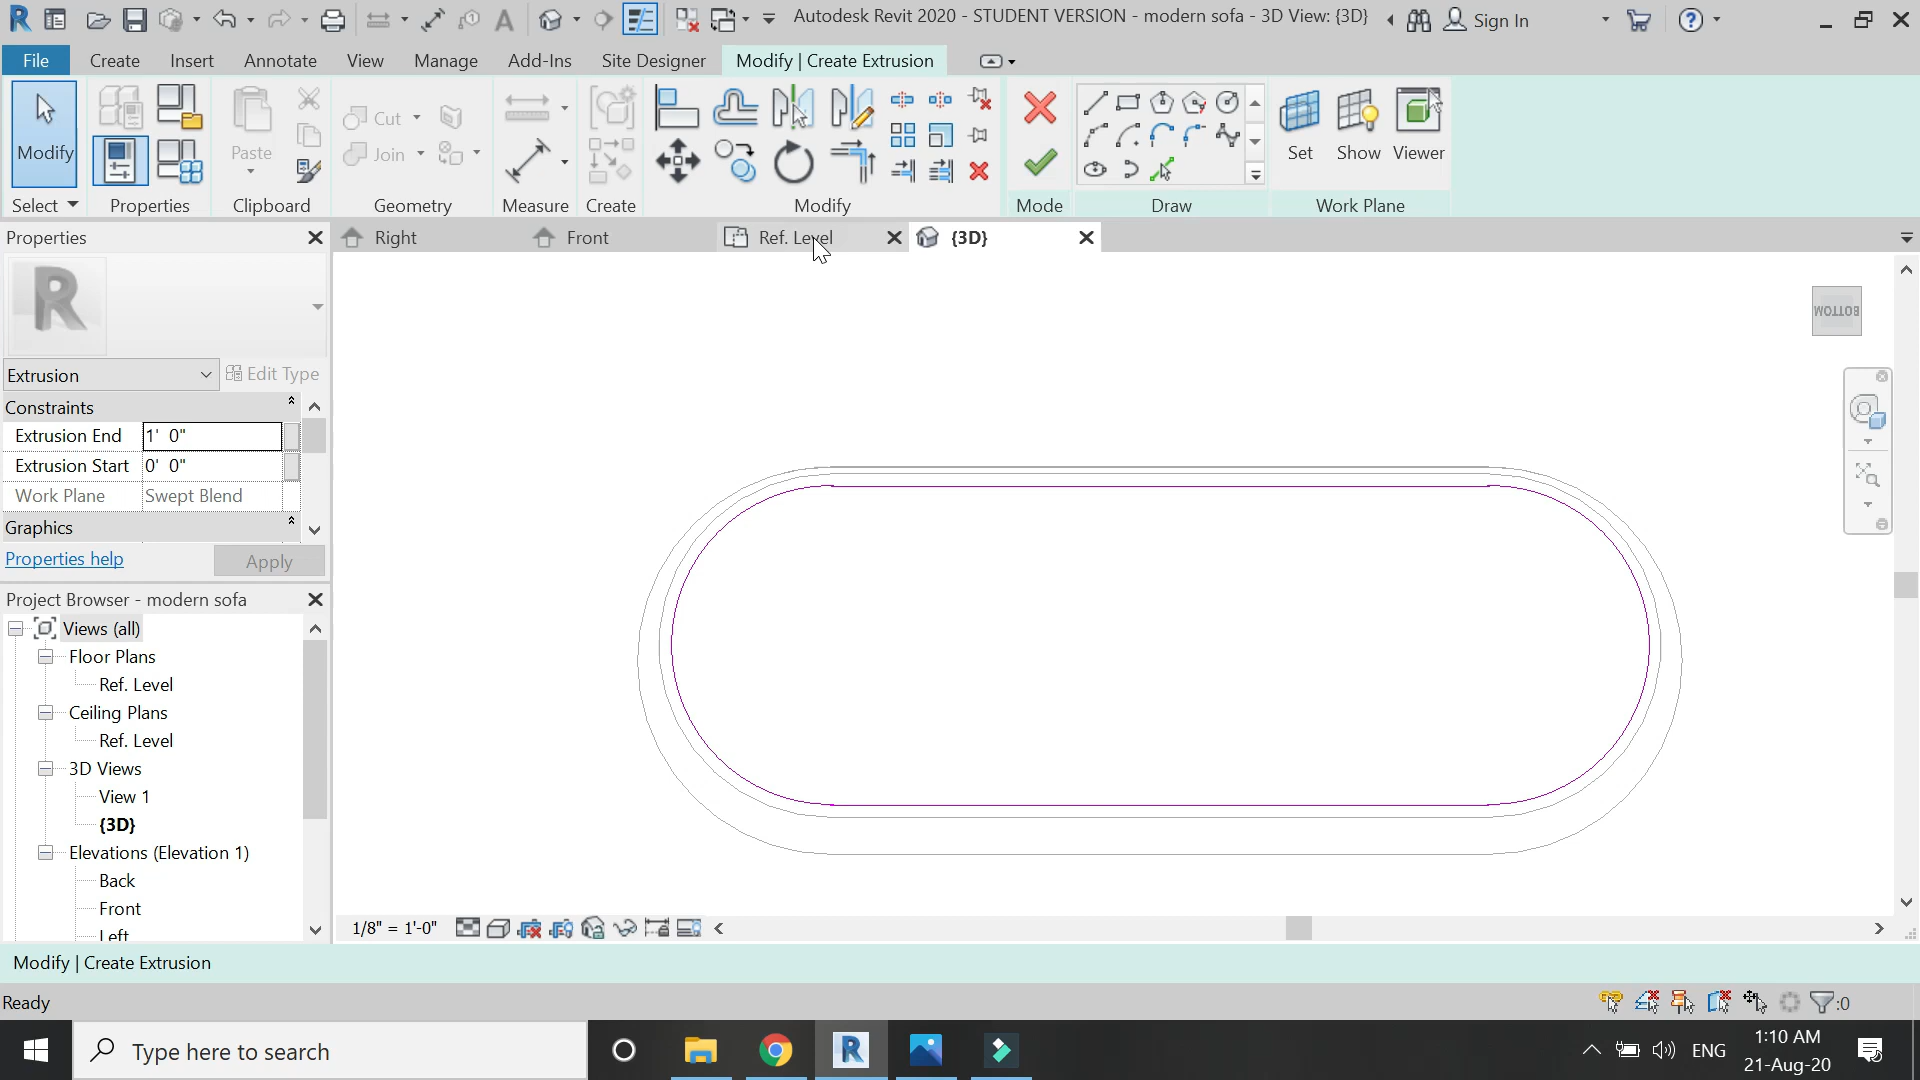 Autodesk Revit 2020 - STUDENT VERSION - modern sofa - 3D View: {3D}
Sign In
File
Create
Insert
Annotate
View
Manage
Add-Ins
Site Designer
Modify | Create Extrusion
Modify
Paste
Cut
Join
Set
Show
Viewer
Select
Properties
Clipboard
Geometry
Measure
Create
Modify
Mode
Draw
Work Plane
Properties
Right
Front
Ref. Level
{3D}
R
BOTTOM
Extrusion
Edit Type
Constraints
Extrusion End 1' 0"
Extrusion Start 0' 0"
Work Plane Swept Blend
Graphics
Properties help
Apply
Project Browser - modern sofa
Views (all)
Floor Plans
Ref. Level
Ceiling Plans
Ref. Level
3D Views
View 1
{3D}
Elevations (Elevation 1)
Back
Front
Left
1/8" = 1'-0"
Modify | Create Extrusion
Ready
:0
Type here to search
ENG
1:10 AM
21-Aug-20